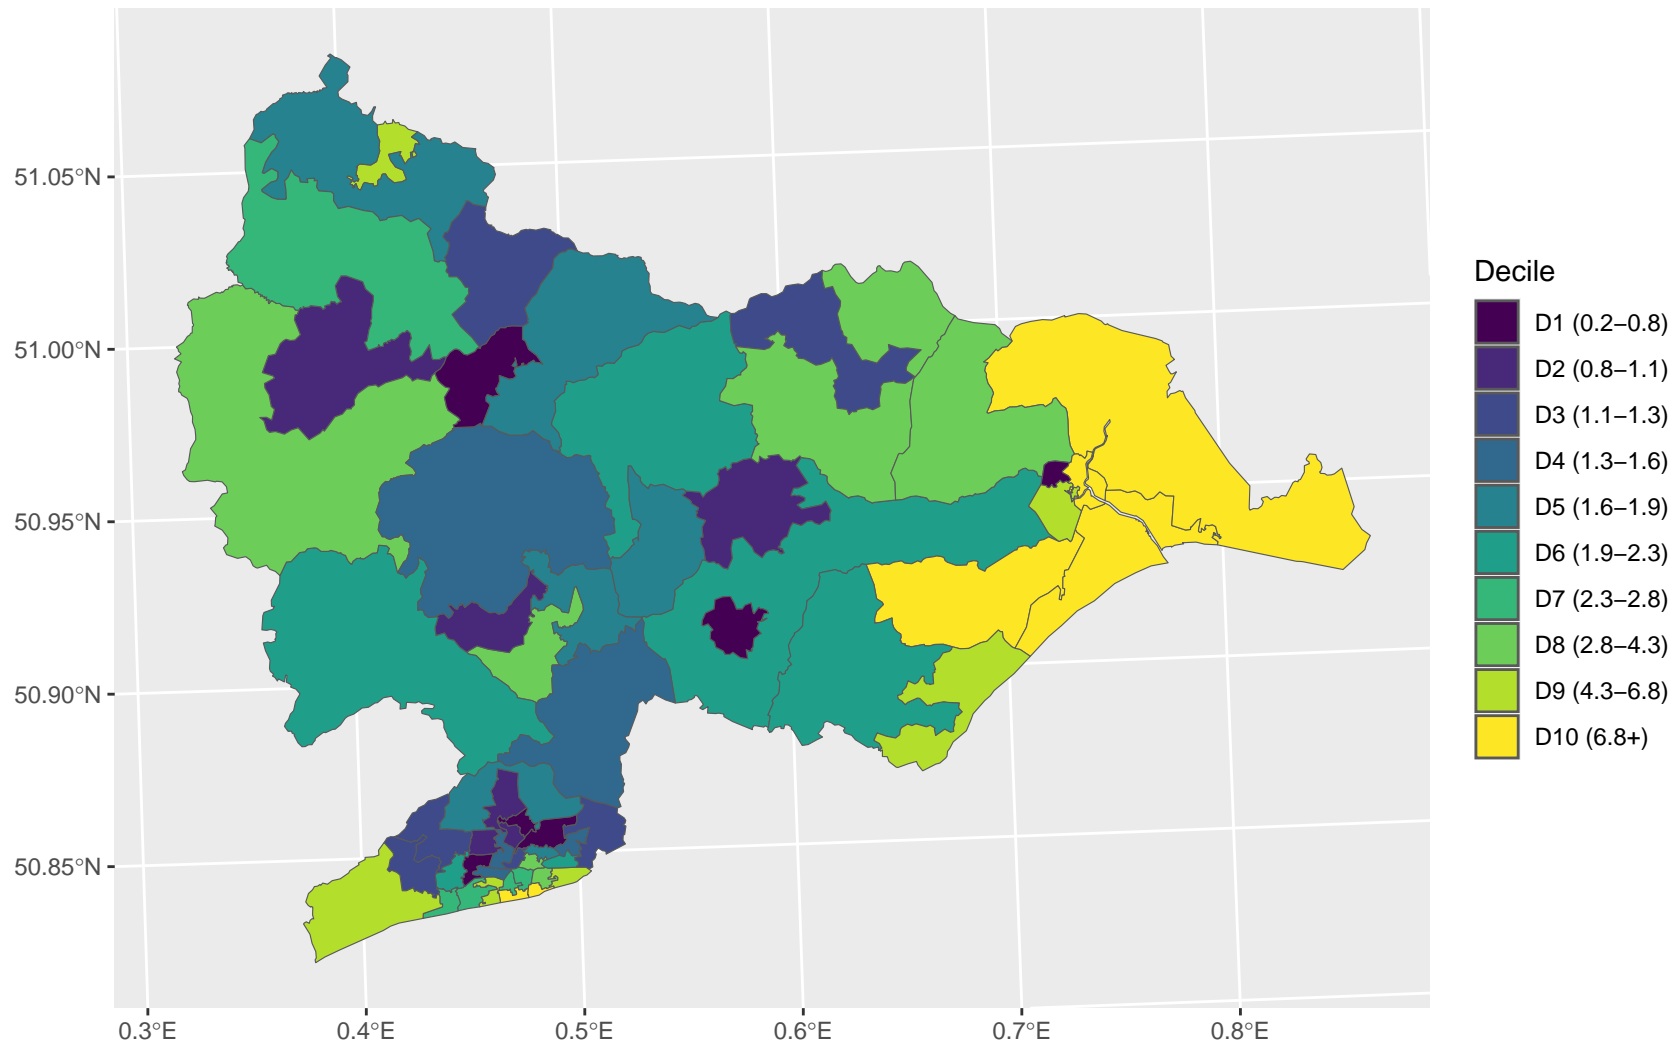 51.05°N
51.00°N
50.95°N
50.90°N
50.85°N
0.3°E
0.4°E
0.5°E
0.6°E
0.7°E
0.8°E
Decile
D1 (0.2–0.8)
D2 (0.8–1.1)
D3 (1.1–1.3)
D4 (1.3–1.6)
D5 (1.6–1.9)
D6 (1.9–2.3)
D7 (2.3–2.8)
D8 (2.8–4.3)
D9 (4.3–6.8)
D10 (6.8+)